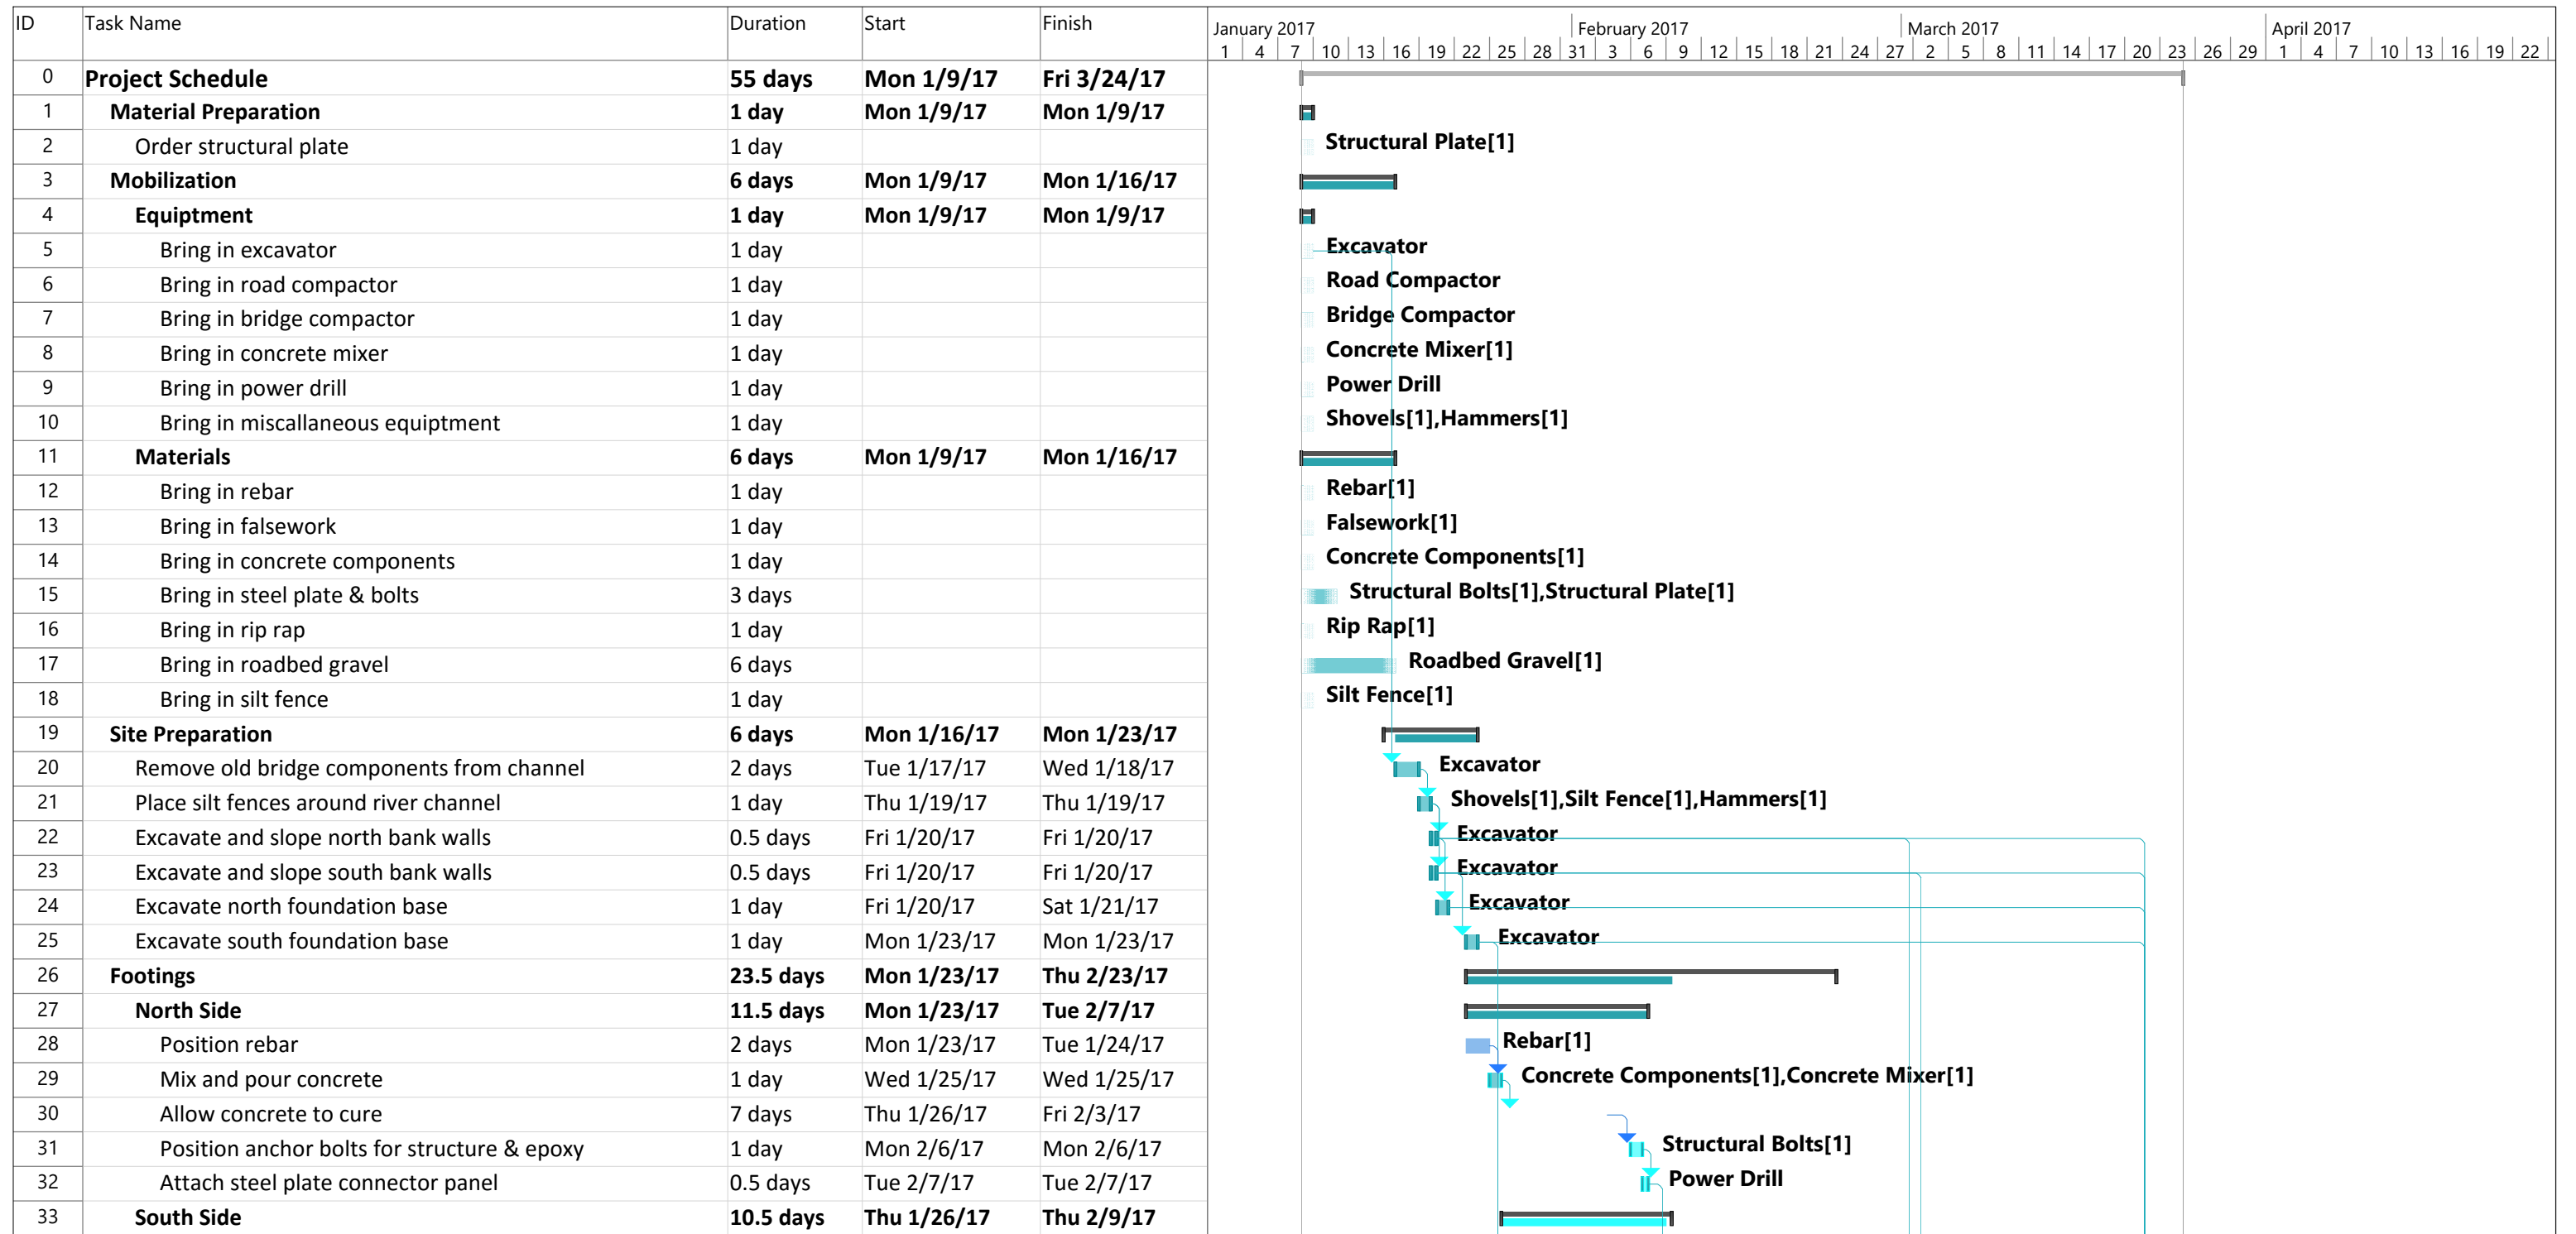 ID Task Name Duration Start Finish January 2017 February 2017 March 2017 April 2017
1 4 7 10 13 16 19 22 25 28 31 3 6 9 12 15 18 21 24 27 2 5 8 11 14 17 20 23 26 29 1 4 7 10 13 16 19 22
0 Project Schedule 55 days Mon 1/9/17 Fri 3/24/17
1 Material Preparation 1 day Mon 1/9/17 Mon 1/9/17
2 Order structural plate 1 day Structural Plate[1]
3 Mobilization 6 days Mon 1/9/17 Mon 1/16/17
4 Equiptment 1 day Mon 1/9/17 Mon 1/9/17
5 Bring in excavator 1 day Excavator
6 Bring in road compactor 1 day Road Compactor
7 Bring in bridge compactor 1 day Bridge Compactor
8 Bring in concrete mixer 1 day Concrete Mixer[1]
9 Bring in power drill 1 day Power Drill
10 Bring in miscallaneous equiptment 1 day Shovels[1],Hammers[1]
11 Materials 6 days Mon 1/9/17 Mon 1/16/17
12 Bring in rebar 1 day Rebar[1]
13 Bring in falsework 1 day Falsework[1]
14 Bring in concrete components 1 day Concrete Components[1]
15 Bring in steel plate & bolts 3 days Structural Bolts[1],Structural Plate[1]
16 Bring in rip rap 1 day Rip Rap[1]
17 Bring in roadbed gravel 6 days Roadbed Gravel[1]
18 Bring in silt fence 1 day Silt Fence[1]
19 Site Preparation 6 days Mon 1/16/17 Mon 1/23/17
20 Remove old bridge components from channel 2 days Tue 1/17/17 Wed 1/18/17 Excavator
21 Place silt fences around river channel 1 day Thu 1/19/17 Thu 1/19/17 Shovels[1],Silt Fence[1],Hammers[1]
22 Excavate and slope north bank walls 0.5 days Fri 1/20/17 Fri 1/20/17 Excavator
23 Excavate and slope south bank walls 0.5 days Fri 1/20/17 Fri 1/20/17 Excavator
24 Excavate north foundation base 1 day Fri 1/20/17 Sat 1/21/17 Excavator
25 Excavate south foundation base 1 day Mon 1/23/17 Mon 1/23/17 Excavator
26 Footings 23.5 days Mon 1/23/17 Thu 2/23/17
27 North Side 11.5 days Mon 1/23/17 Tue 2/7/17
28 Position rebar 2 days Mon 1/23/17 Tue 1/24/17 Rebar[1]
29 Mix and pour concrete 1 day Wed 1/25/17 Wed 1/25/17 Concrete Components[1],Concrete Mixer[1]
30 Allow concrete to cure 7 days Thu 1/26/17 Fri 2/3/17
31 Position anchor bolts for structure & epoxy 1 day Mon 2/6/17 Mon 2/6/17 Structural Bolts[1]
32 Attach steel plate connector panel 0.5 days Tue 2/7/17 Tue 2/7/17 Power Drill
33 South Side 10.5 days Thu 1/26/17 Thu 2/9/17